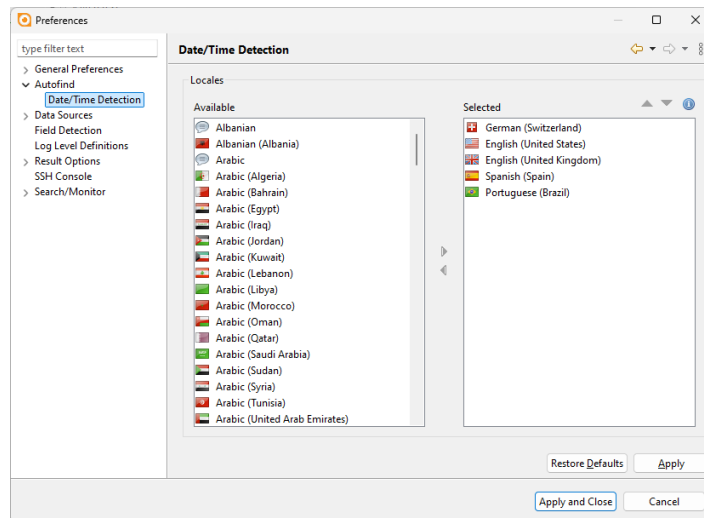 Preferences
type filter text
General Preferences
Autofind
Date/Time Detection
Data Sources
Field Detection
Log Level Definitions
Result Options
SSH Console
Search/Monitor
Date/Time Detection
Locales
Available
Albanian
Albanian (Albania)
Arabic
Arabic (Algeria)
Arabic (Bahrain)
Arabic (Egypt)
Arabic (Iraq)
Arabic (Jordan)
Arabic (Kuwait)
Arabic (Lebanon)
Arabic (Libya)
Arabic (Morocco)
Arabic (Oman)
Arabic (Qatar)
Arabic (Saudi Arabia)
Arabic (Sudan)
Arabic (Syria)
Arabic (Tunisia)
Arabic (United Arab Emirates)
Selected
German (Switzerland)
English (United States)
English (United Kingdom)
Spanish (Spain)
Portuguese (Brazil)
Restore Defaults
Apply
Apply and Close
Cancel